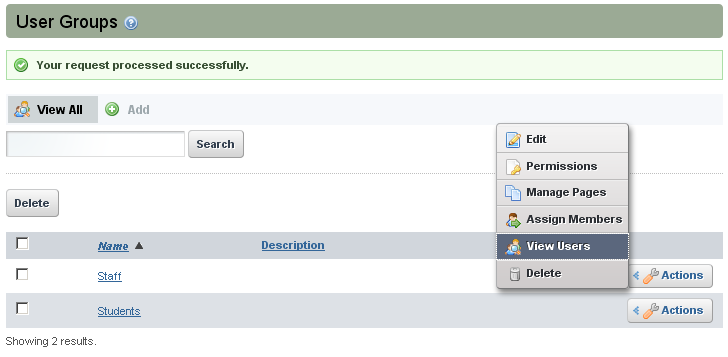 User Groups
Your request processed successfully.
View All
Add
Search
Edit
Permissions
Manage Pages
Assign Members
View Users
Delete
Delete
Name Description
Staff Actions
Students Actions
Showing 2 results.